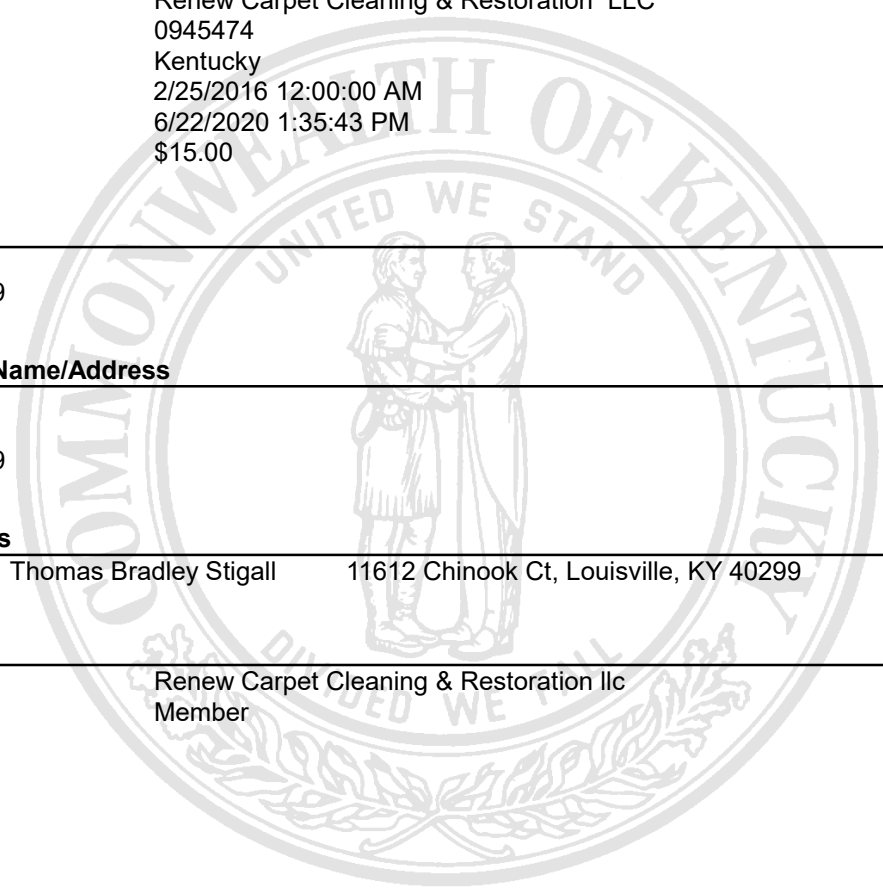 Renew Carpet Cleaning & Restoration LLC
0945474
Kentucky
2/25/2016 12:00:00 AM
6/22/2020 1:35:43 PM
$15.00
COMMONWEALTH OF KENTUCKY
UNITED WE STAND
9
Name/Address
9
s
Thomas Bradley Stigall 11612 Chinook Ct, Louisville, KY 40299
DIVIDED WE FALL
Renew Carpet Cleaning & Restoration llc
Member